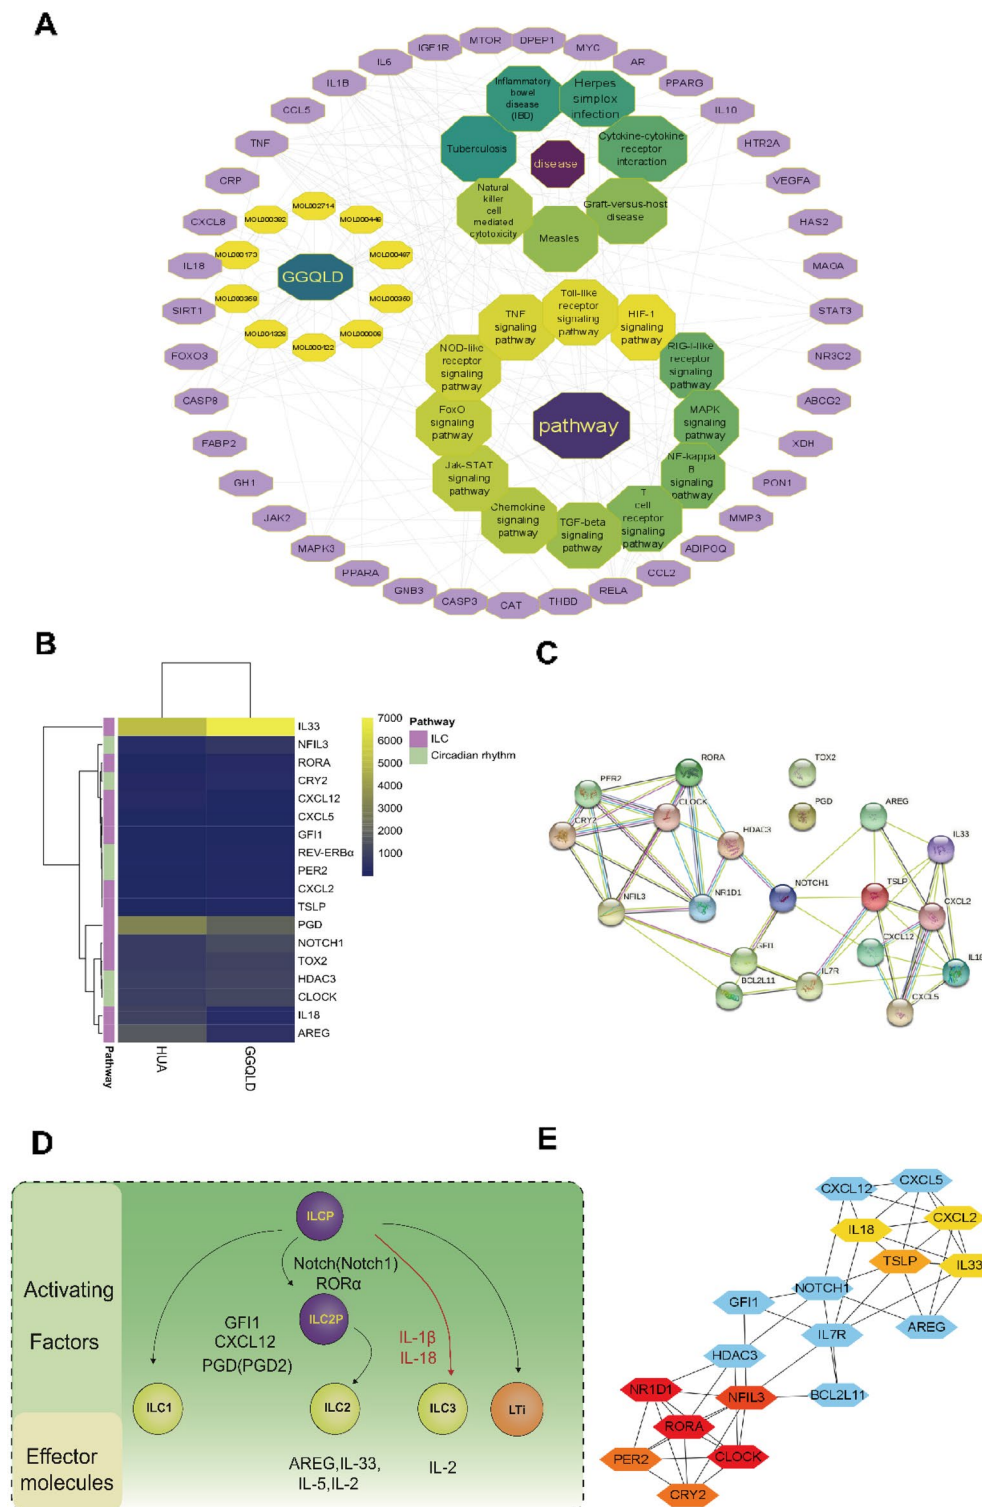 A
MTOR
DPEP1
IGF1R
MYC
IL6
AR
IL1B
PPARG
CCL5
IL10
TNF
HTR2A
CRP
VEGFA
CXCL8
HAS2
IL18
MAOA
SIRT1
STAT3
FOXO3
NR3C2
CASP8
ABCG2
FABP2
XDH
GH1
PON1
JAK2
MMP3
MAPK3
ADIPOQ
PPARA
CCL2
GNB3
RELA
CASP3
THBD
CAT
Inflammatory
bowel
disease
(IBD)
Herpes
simplex
infection
Tuberculosis
disease
Cytokine-cytokine
receptor
interaction
Natural
killer
cell
mediated
cytotoxicity
Measles
Graft-versus-host
disease
MOL002714
MOL000392
MOL000173
GGQLD
MOL000422
TNF
signaling
pathway
Toll-like
receptor
signaling
pathway
HIF-1
signaling
pathway
NOD-like
receptor
signaling
pathway
RIG-I-like
receptor
signaling
pathway
FoxO
signaling
pathway
pathway
MAPK
signaling
pathway
Jak-STAT
signaling
pathway
NF-kappa
B
signaling
pathway
Chemokine
signaling
pathway
TGF-beta
signaling
pathway
T
cell
receptor
signaling
pathway
B
IL33
NFIL3
RORA
CRY2
CXCL12
CXCL5
GFI1
REV-ERBα
PER2
CXCL2
TSLP
PGD
NOTCH1
TOX2
HDAC3
CLOCK
IL18
AREG
Pathway
HUA
GGQLD
7000
6000
5000
4000
3000
2000
1000
Pathway
ILC
Circadian rhythm
C
RORA
TOX2
PER2
CLOCK
PGD
AREG
CRY2
HDAC3
IL33
NFIL3
NR1D1
NOTCH1
TSLP
CXCL2
GFI1
CXCL12
BCL2L11
IL7R
IL18
CXCL5
D
Activating
Factors
Effector
molecules
ILCP
Notch(Notch1)
RORα
ILC2P
GFI1
CXCL12
PGD(PGD2)
IL-1β
IL-18
ILC1
ILC2
ILC3
LTi
AREG,IL-33,
IL-5,IL-2
IL-2
E
CXCL12
CXCL5
IL18
CXCL2
TSLP
IL33
NOTCH1
GFI1
IL7R
AREG
HDAC3
NR1D1
NFIL3
BCL2L11
RORA
PER2
CLOCK
CRY2